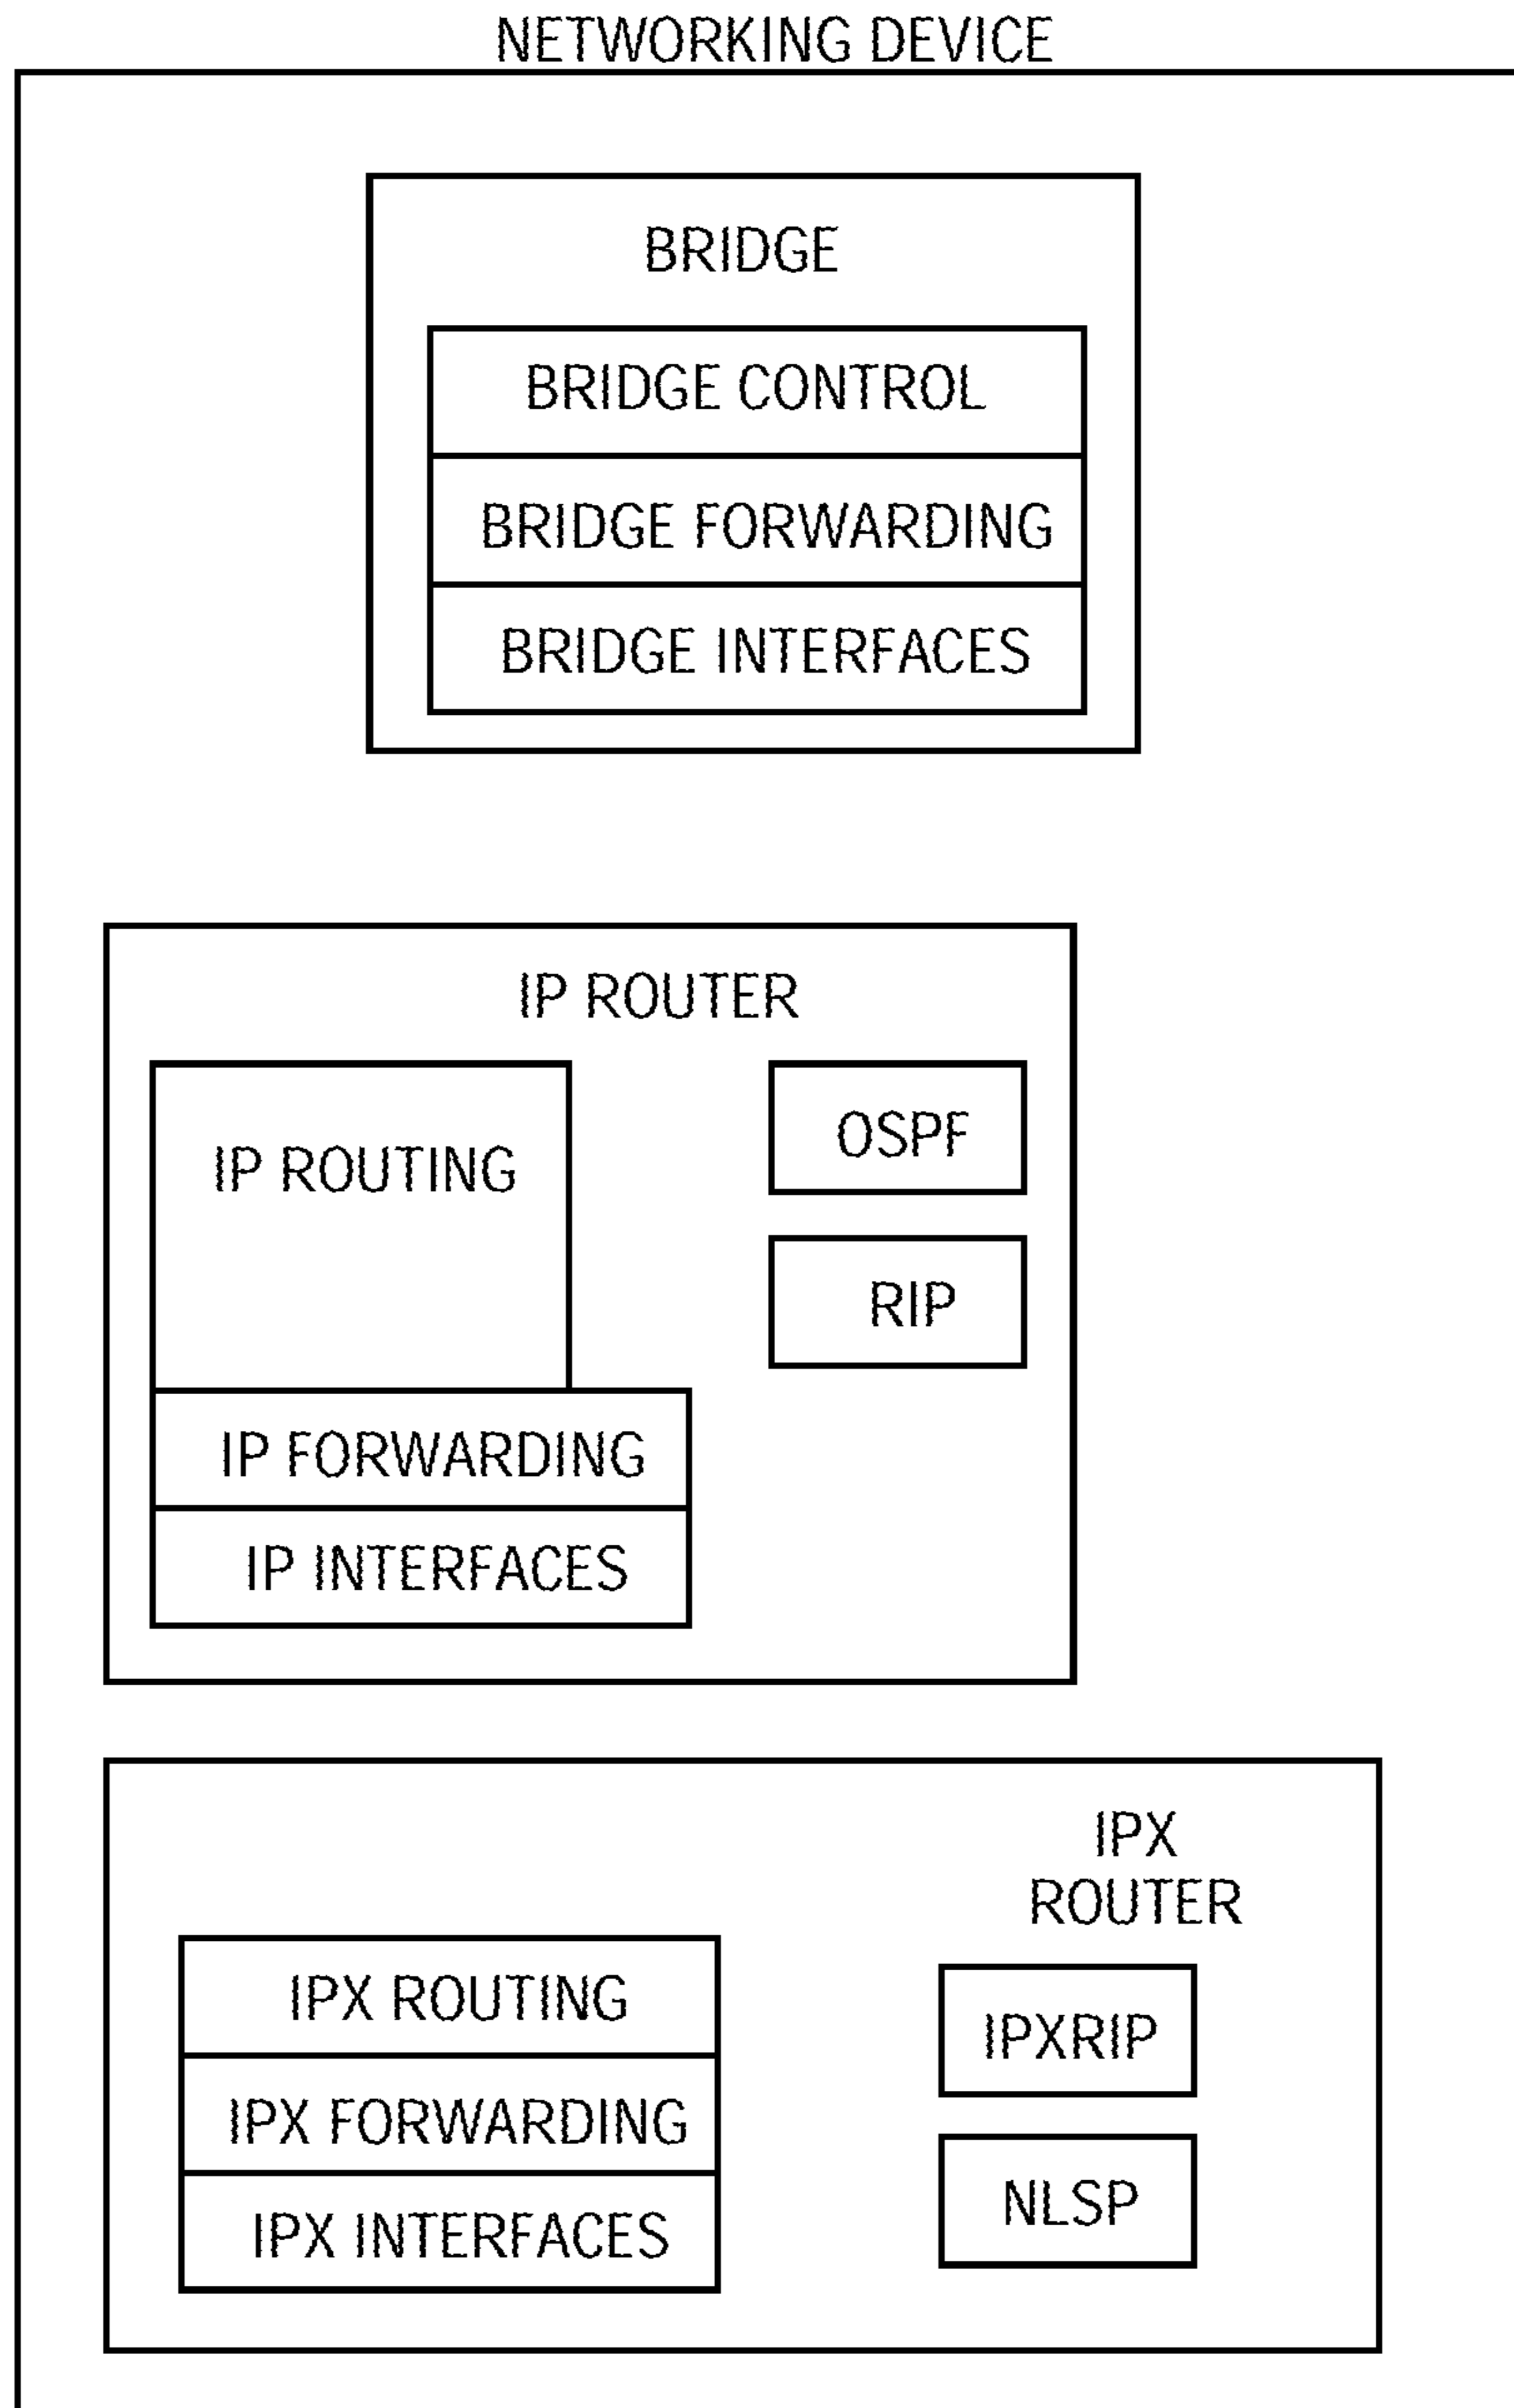 NETWORKING DEVICE
BRIDGE
BRIDGE CONTROL
BRIDGE FORWARDING
BRIDGE INTERFACES
IP ROUTER
IP ROUTING
OSPF
RIP
IP FORWARDING
IP INTERFACES
IPX
ROUTER
IPX ROUTING
IPXRIP
IPX FORWARDING
NLSP
IPX INTERFACES